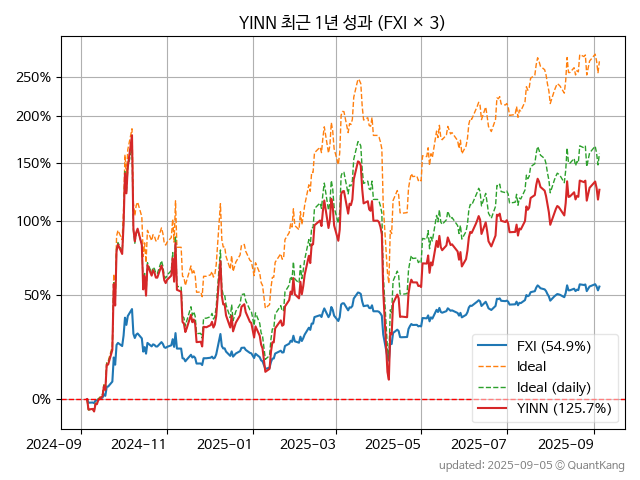 YINN 최근 1년 성과 (FXI × 3)
250%
200%
150%
100%
50%
0%
FXI (54.9%)
Ideal
Ideal (daily)
YINN (125.7%)
2024-09
2024-11
2025-01
2025-03
2025-05
2025-07
2025-09
updated: 2025-09-05 © QuantKang